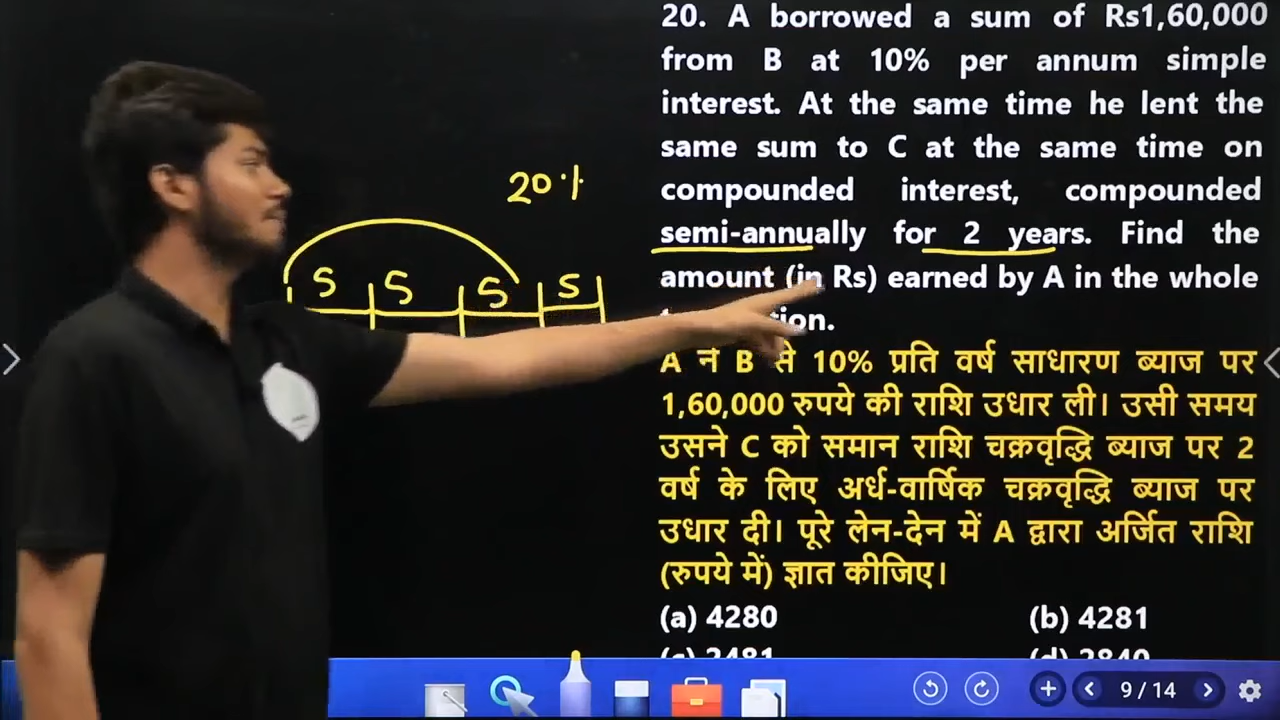 20. A borrowed a sum of Rs1,60,000
from B at 10% per annum simple
interest. At the same time he lent the
same sum to C at the same time on
compounded interest, compounded
semi-annually for 2 years. Find the
amount (in Rs) earned by A in the whole
20%
5 5 5 5
A ने B से 10% प्रति वर्ष साधारण ब्याज पर
1,60,000 रुपये की राशि उधार ली। उसी समय
उसने C को समान राशि चक्रवृद्धि ब्याज पर 2
वर्ष के लिए अर्ध-वार्षिक चक्रवृद्धि ब्याज पर
उधार दी। पूरे लेन-देन में A द्वारा अर्जित राशि
(रुपये में) ज्ञात कीजिए।
(a) 4280 (b) 4281
9 / 14